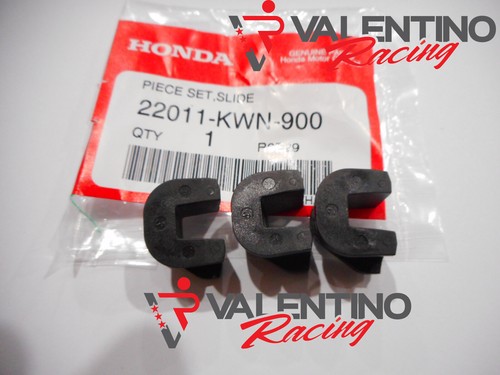 VALENTINO
Racing
HONDA
GENUINE
Honda Motor
PIECE SET,SLIDE
22011-KWN-900
QTY 1
VALENTINO
Racing